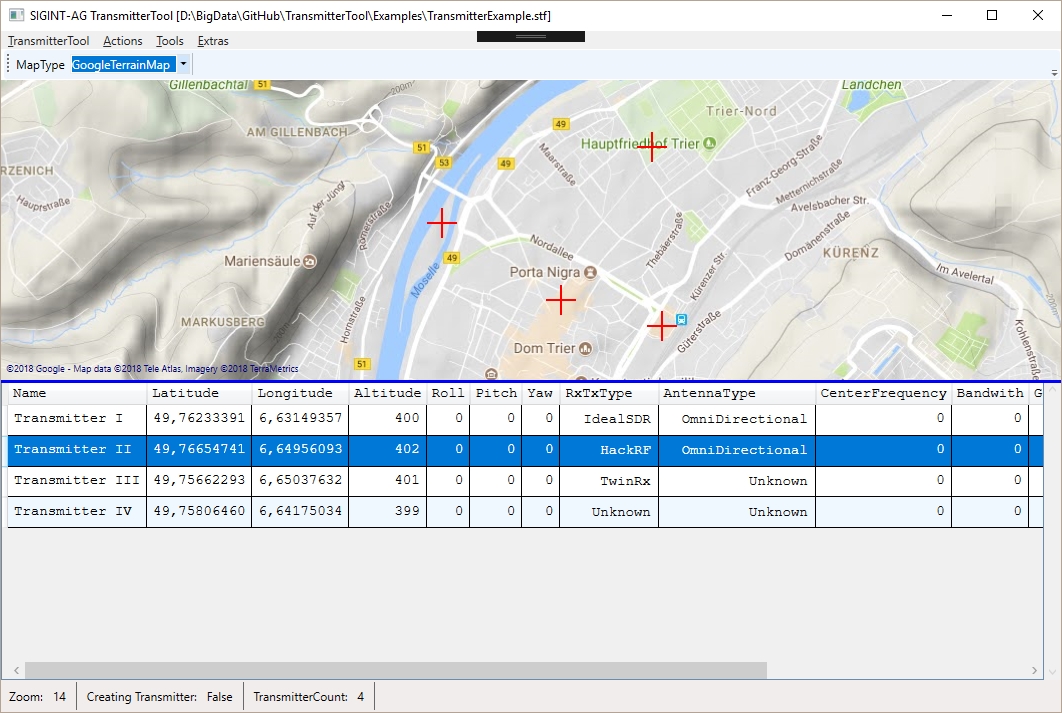 SIGINT-AG TransmitterTool [D:\BigData\GitHub\TransmitterTool\Examples\TransmitterExample.stf]
TransmitterTool Actions Tools Extras
MapType GoogleTerrainMap
Gillenbachtal 51 200m Ländchen
Trier-Nord
AM GILLENBACH 49
51 Hauptfriedhof Trier
53 49
RZENICH Maarstraße Franz-Georg-Straße
Metternichstraße
Hauptstraße Auf der Jüngt Römerstraße Avelsbacher Str.
Thebäerstraße Domänenstraße
Nordallee
49 KÜRENZ
Mariensäule Porta Nigra Kürenzer Str. Im Avelertal
Moselle
200m
MARKUSBERG Hornstraße Güterstraße Kohlenstraße
Dom Trier
51
©2018 Google - Map data ©2018 Tele Atlas, Imagery ©2018 TerraMetrics
Name Latitude Longitude Altitude Roll Pitch Yaw RxTxType AntennaType CenterFrequency Bandwith G
Transmitter I 49,76233391 6,63149357 400 0 0 0 IdealSDR OmniDirectional 0 0
Transmitter II 49,76654741 6,64956093 402 0 0 0 HackRF OmniDirectional 0 0
Transmitter III 49,75662293 6,65037632 401 0 0 0 TwinRx Unknown 0 0
Transmitter IV 49,75806460 6,64175034 399 0 0 0 Unknown Unknown 0 0
Zoom: 14 Creating Transmitter: False TransmitterCount: 4